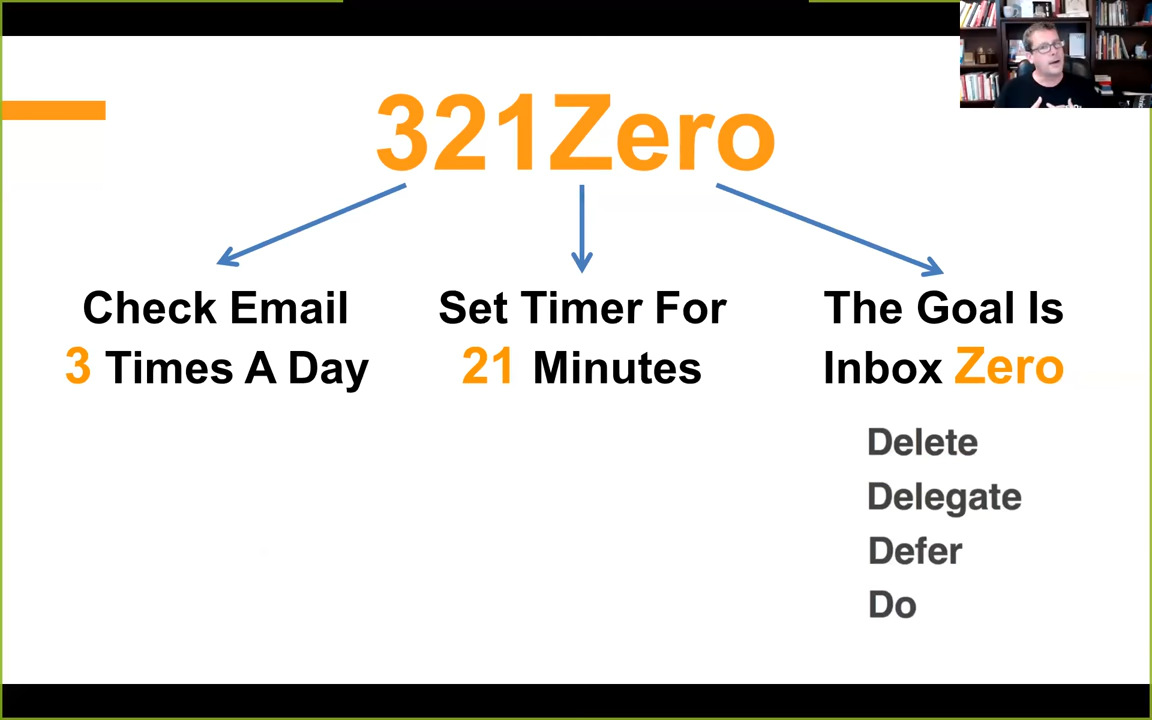 321Zero
Check Email
3 Times A Day
Set Timer For
21 Minutes
The Goal Is
Inbox Zero
Delete
Delegate
Defer
Do